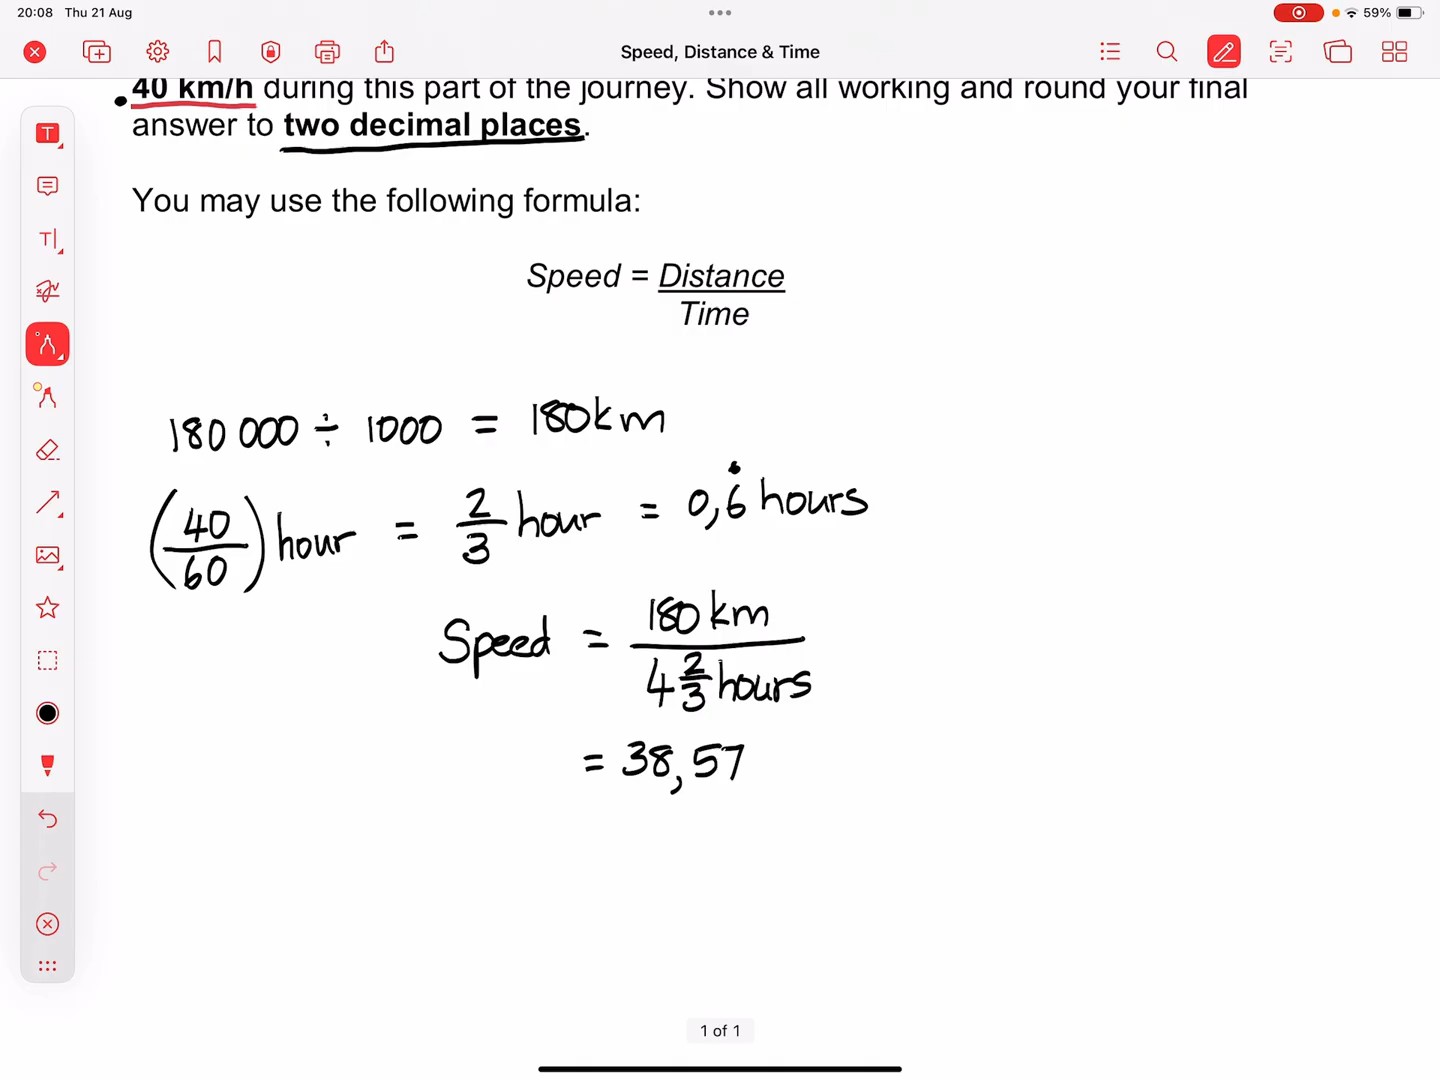 20:08 Thu 21 Aug
59%
Speed, Distance & Time
40 km/h during this part of the journey. Show all working and round your final
answer to two decimal places.
You may use the following formula:
Speed = Distance
Time
180 000 ÷ 1000 = 180km
(40/60) hour = 2/3 hour = 0,6̇ hours
Speed = 180km
4 2/3 hours
= 38,57
1 of 1